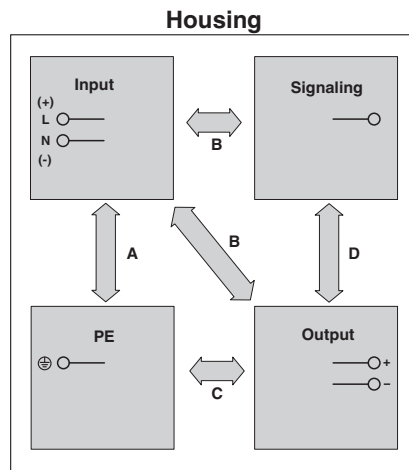 Housing
Input
Signaling
(+)
L
N
(-)
B
A
B
D
PE
Output
+
−
C